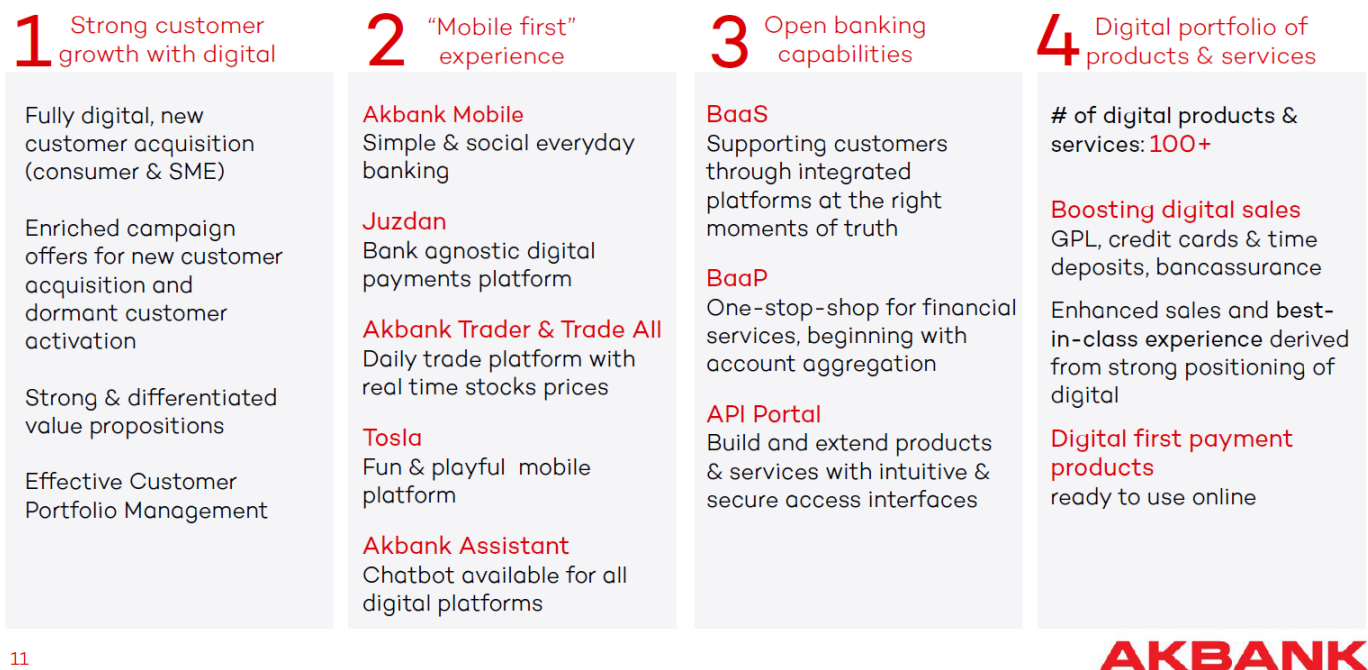 1 Strong customer
growth with digital
Fully digital, new
customer acquisition
(consumer & SME)
Enriched campaign
offers for new customer
acquisition and
dormant customer
activation
Strong & differentiated
value propositions
Effective Customer
Portfolio Management
2 “Mobile first”
experience
Akbank Mobile
Simple & social everyday
banking
Juzdan
Bank agnostic digital
payments platform
Akbank Trader & Trade All
Daily trade platform with
real time stocks prices
Tosla
Fun & playful mobile
platform
Akbank Assistant
Chatbot available for all
digital platforms
3 Open banking
capabilities
BaaS
Supporting customers
through integrated
platforms at the right
moments of truth
BaaP
One-stop-shop for financial
services, beginning with
account aggregation
API Portal
Build and extend products
& services with intuitive &
secure access interfaces
4 Digital portfolio of
products & services
# of digital products &
services: 100+
Boosting digital sales
GPL, credit cards & time
deposits, bancassurance
Enhanced sales and best-
in-class experience derived
from strong positioning of
digital
Digital first payment
products
ready to use online
11
AKBANK